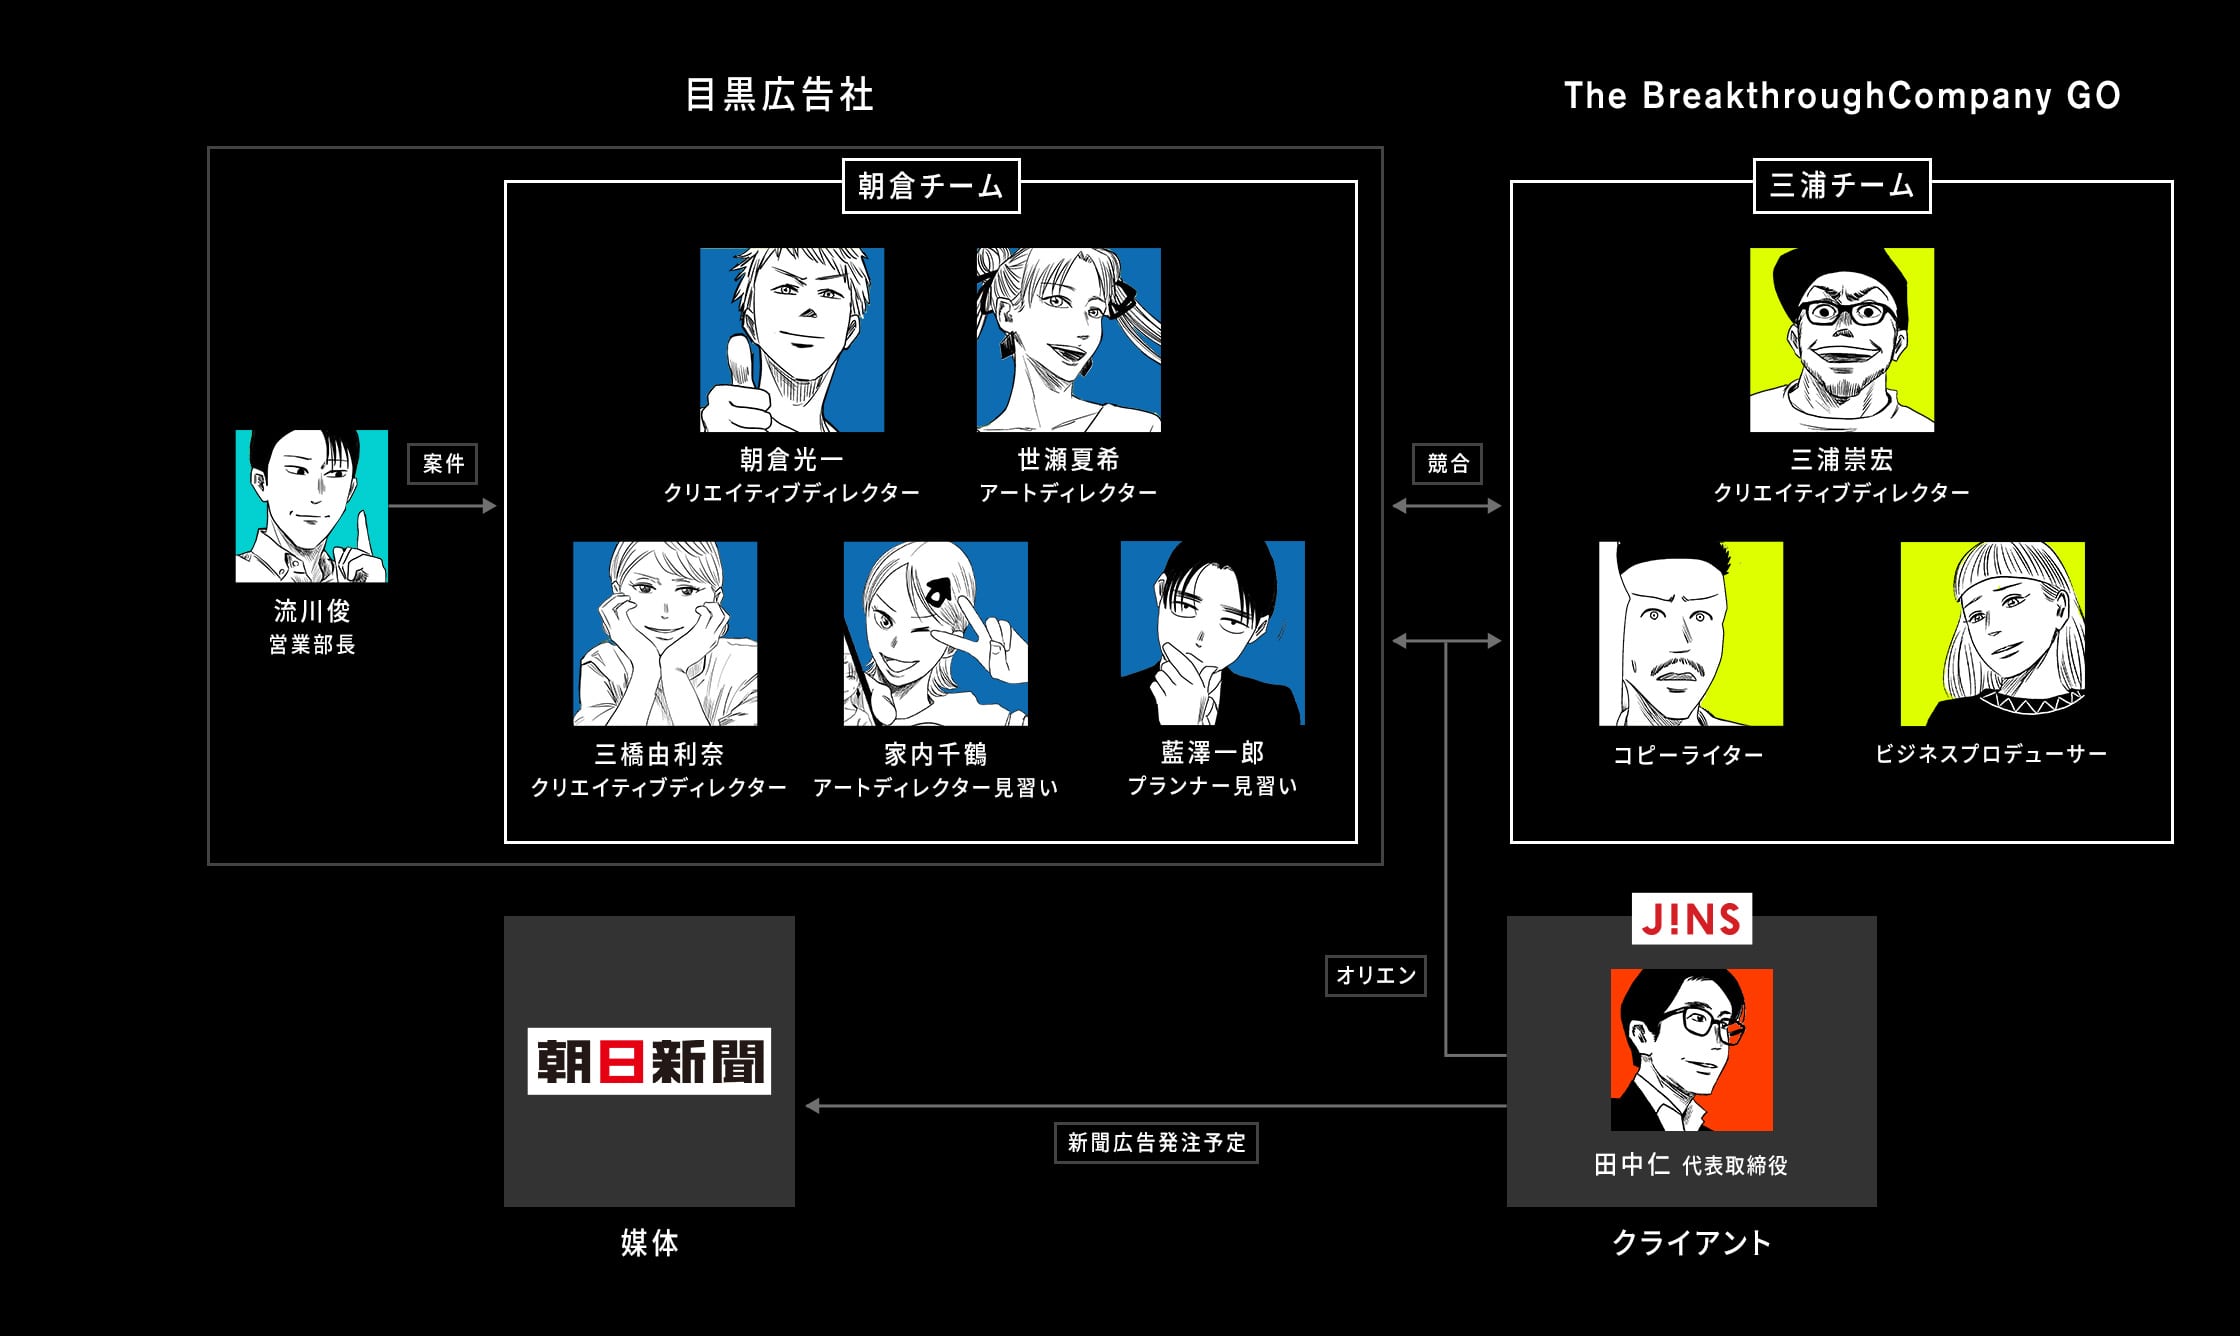 目黒広告社
The BreakthroughCompany GO
朝倉チーム
三浦チーム
朝倉光一
クリエイティブディレクター
世瀬夏希
アートディレクター
案件
流川俊
営業部長
三橋由利奈
クリエイティブディレクター
家内千鶴
アートディレクター見習い
藍澤一郎
プランナー見習い
競合
三浦崇宏
クリエイティブディレクター
コピーライター
ビジネスプロデューサー
J!NS
オリエン
朝日新聞
新聞広告発注予定
田中仁 代表取締役
媒体
クライアント